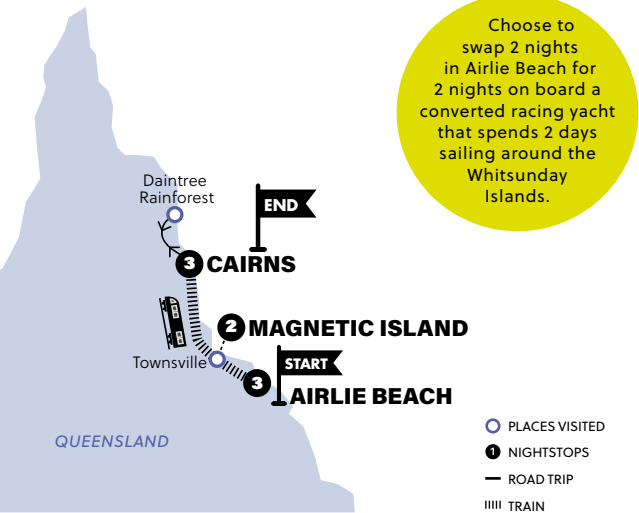 Choose to
swap 2 nights
in Airlie Beach for
2 nights on board a
converted racing yacht
that spends 2 days
sailing around the
Whitsunday
Islands.
Daintree
Rainforest
END
3 CAIRNS
2 MAGNETIC ISLAND
Townsville
START
3
AIRLIE BEACH
QUEENSLAND
PLACES VISITED
1 NIGHTSTOPS
ROAD TRIP
TRAIN